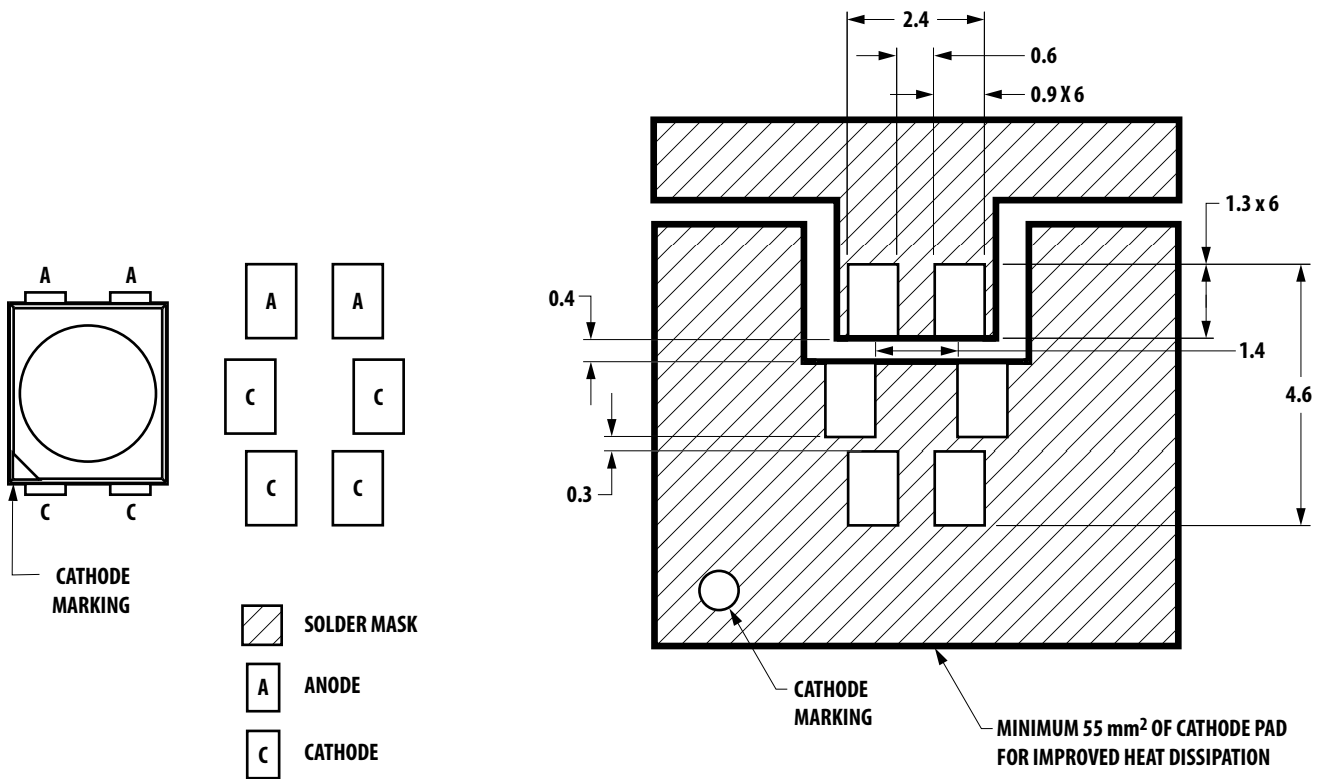 2.4
0.6
0.9 X 6
1.3 x 6
A A
A A
0.4
1.4
C C
4.6
C C
0.3
C C
CATHODE
MARKING
SOLDER MASK
A ANODE
C CATHODE
CATHODE
MARKING
MINIMUM 55 mm² OF CATHODE PAD
FOR IMPROVED HEAT DISSIPATION